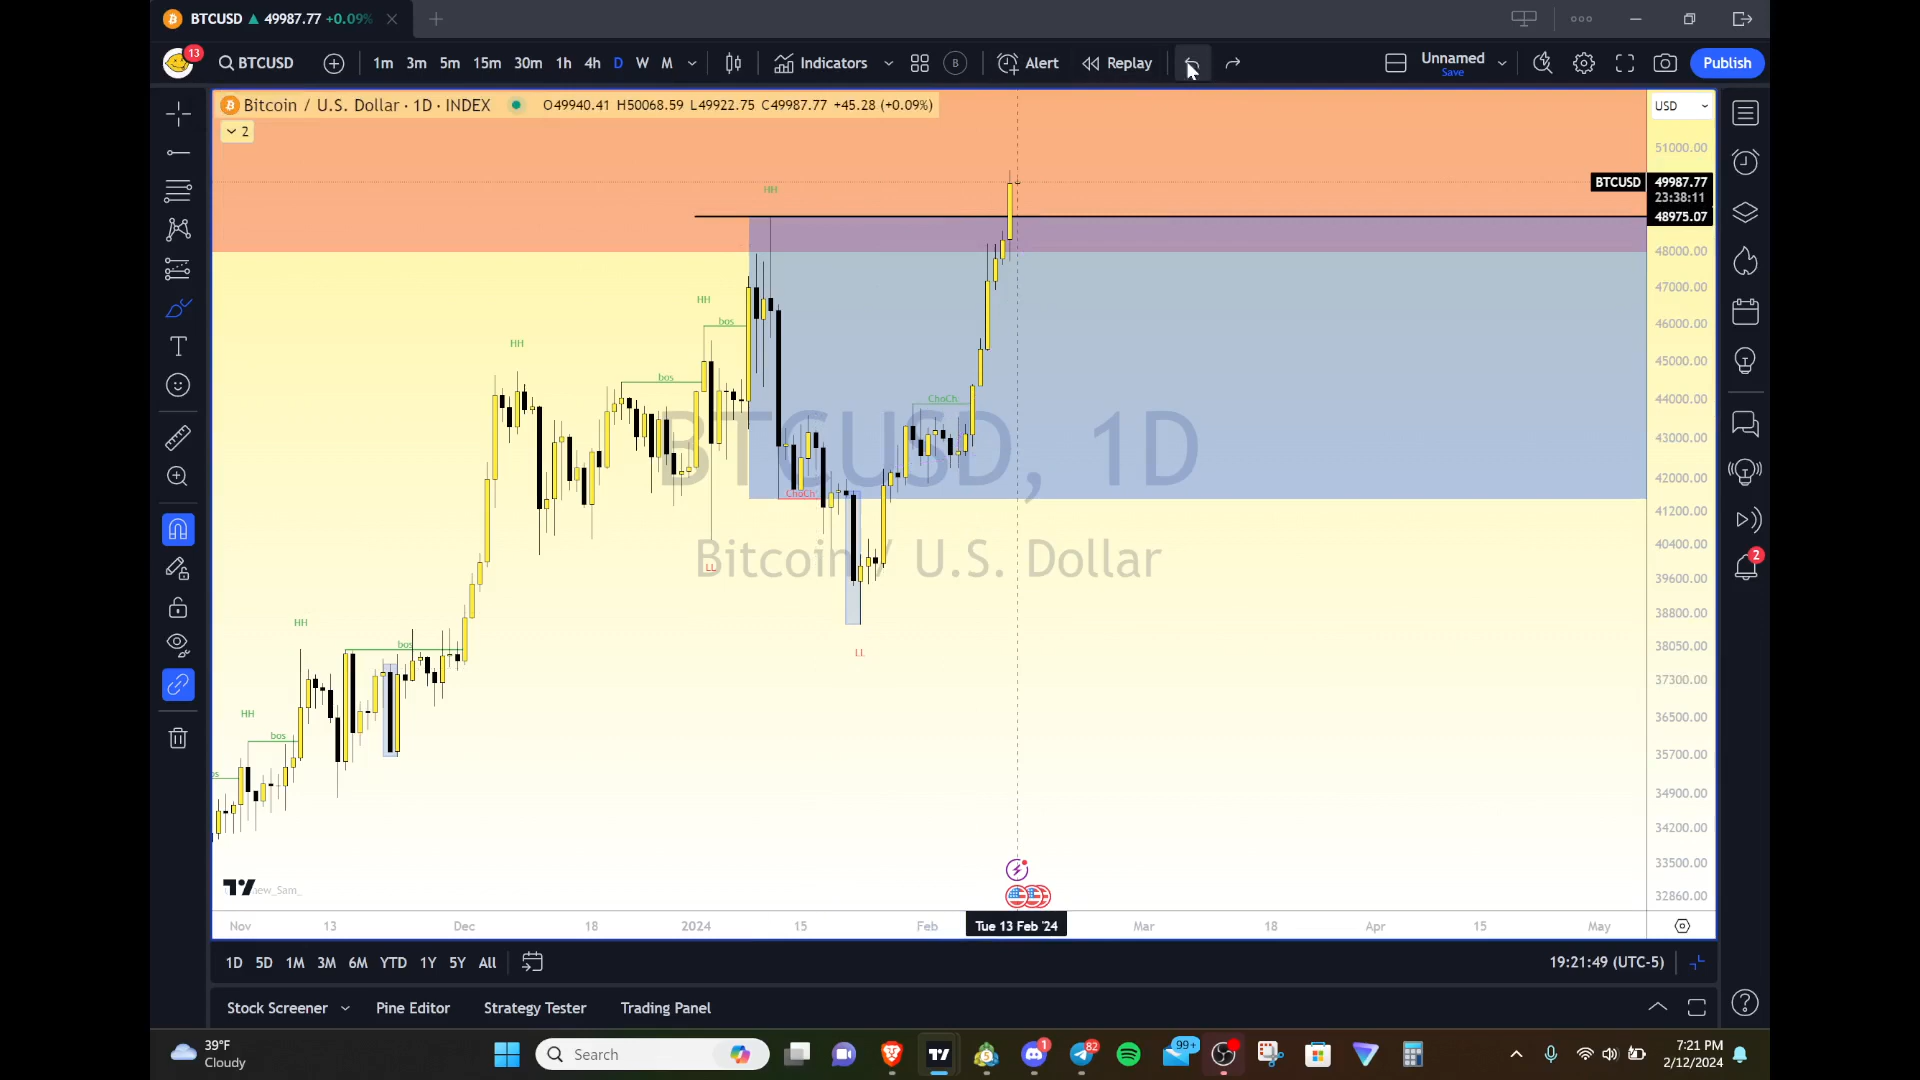 BTCUSD ▲ 49987.77 +0.09%
13
BTCUSD 1m 3m 5m 15m 30m 1h 4h D W M Indicators B Alert Replay Unnamed Publish
Save
Bitcoin / U.S. Dollar · 1D · INDEX O49940.41 H50068.59 L49922.75 C49987.77 +45.28 (+0.09%)
USD
2
51000.00
BTCUSD 49987.77
23:38:11
HH
48975.07
48000.00
47000.00
HH
bos
46000.00
HH
45000.00
bos
ChoCh
44000.00
BTCUSD, 1D
43000.00
42000.00
ChoCh
41200.00
Bitcoin / U.S. Dollar
40400.00
LL
39600.00
38800.00
HH
bos
38050.00
LL
37300.00
HH
36500.00
bos
35700.00
34900.00
34200.00
33500.00
32860.00
2
Nov 13 Dec 18 2024 15 Feb Tue 13 Feb '24 Mar 18 Apr 15 May
1D 5D 1M 3M 6M YTD 1Y 5Y All 19:21:49 (UTC-5)
Stock Screener Pine Editor Strategy Tester Trading Panel
39°F
Cloudy
Search
1
82
99+
7:21 PM
2/12/2024